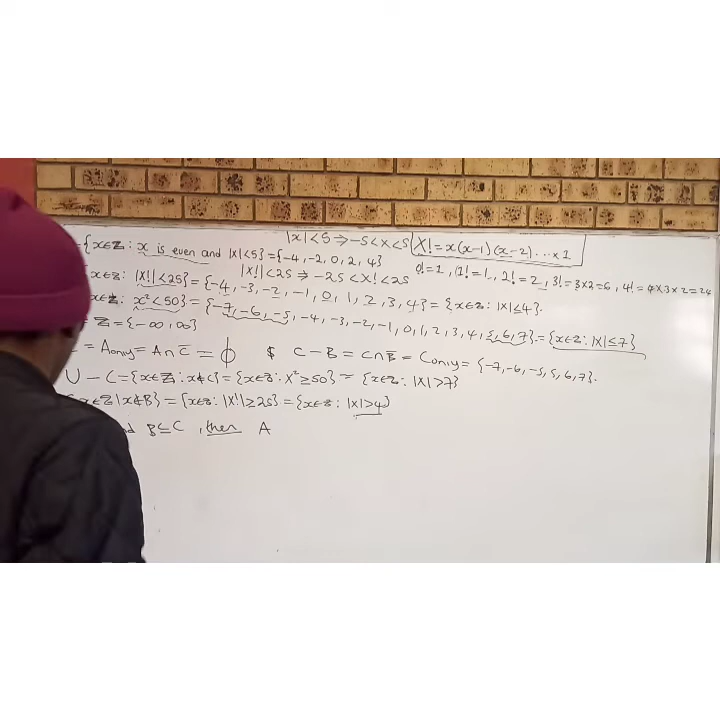 |x|<5 ⇒ -5<x<5 X! = x(x-1)(x-2)...×1
{x∈Z: x is even and |x|<5} = {-4, -2, 0, 2, 4}
|X!|<25 ⇒ -25 < X! < 25 0!=1, 1!=1, 2!=2, 3!=3×2=6, 4!=4×3×2=24
x∈Z: |X!|<25} = {-4, -3, -2, -1, 0, 1, 2, 3, 4} = {x∈Z: |X|≤4}.
x∈Z: x²<50} = {-7, -6, -5, -4, -3, -2, -1, 0, 1, 2, 3, 4, 5, 6, 7} = {x∈Z: |X|≤7}
= Z = {-∞, ∞}
= A only = A∩C̅ = ϕ & C-B = C∩B̅ = C only = {-7, -6, -5, 5, 6, 7}.
U - C = {x∈Z: x∉C} = {x∈Z: X²≥50} = {x∈Z: |X|>7}
x∈Z|x∉B} = {x∈Z: |X!|≥25} = {x∈Z: |X|>4}
d B⊆C, then A